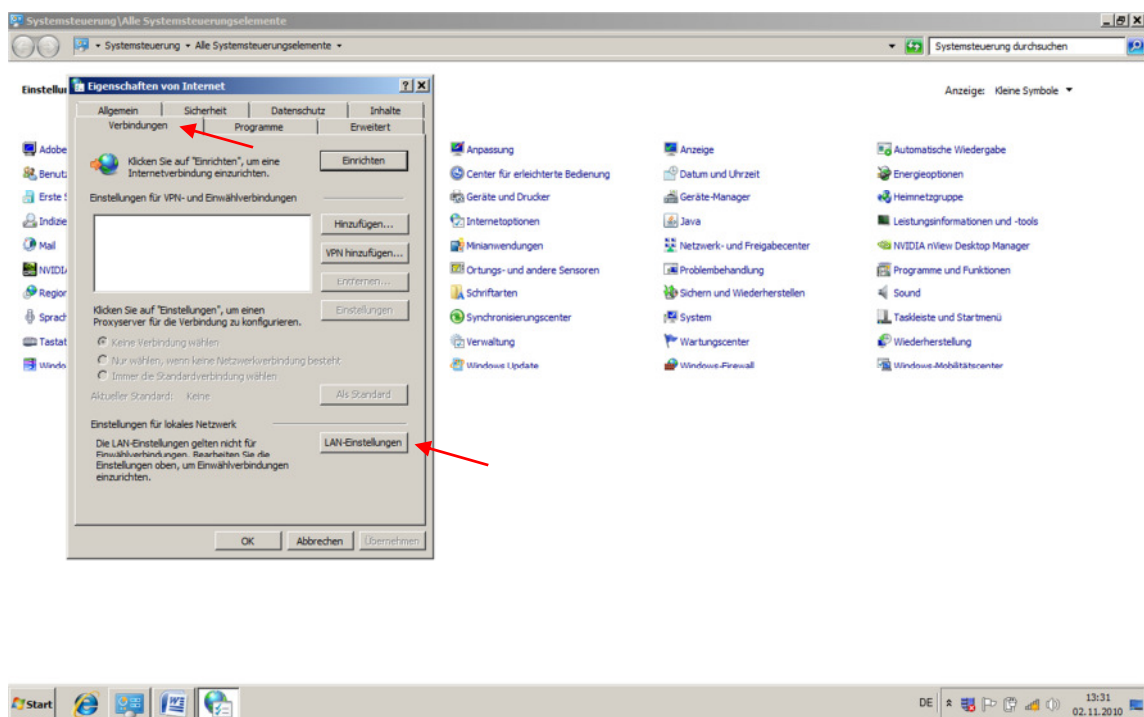 Systemsteuerung\Alle Systemsteuerungselemente
Systemsteuerung
Alle Systemsteuerungselemente
Systemsteuerung durchsuchen
Anzeige: Kleine Symbole
Eigenschaften von Internet
Allgemein
Sicherheit
Datenschutz
Inhalte
Verbindungen
Programme
Erweitert
Klicken Sie auf "Einrichten", um eine
Internetverbindung einzurichten.
Einrichten
Einstellungen für VPN- und Einwählverbindungen
Hinzufügen...
VPN hinzufügen...
Entfernen...
Klicken Sie auf "Einstellungen", um einen
Proxyserver für die Verbindung zu konfigurieren.
Einstellungen
Keine Verbindung wählen
Nur wählen, wenn keine Netzwerkverbindung besteht
Immer die Standardverbindung wählen
Aktueller Standard: Keine
Als Standard
Einstellungen für lokales Netzwerk
Die LAN-Einstellungen gelten nicht für
Einwählverbindungen. Bearbeiten Sie die
Einstellungen oben, um Einwählverbindungen
einzurichten.
LAN-Einstellungen
OK
Abbrechen
Übernehmen
Adobe
Mail
Anpassung
Anzeige
Automatische Wiedergabe
Center für erleichterte Bedienung
Datum und Uhrzeit
Energieoptionen
Geräte und Drucker
Geräte-Manager
Heimnetzgruppe
Internetoptionen
Java
Leistungsinformationen und -tools
Minianwendungen
Netzwerk- und Freigabecenter
NVIDIA nView Desktop Manager
Ortungs- und andere Sensoren
Problembehandlung
Programme und Funktionen
Schriftarten
Sichern und Wiederherstellen
Sound
Synchronisierungscenter
System
Taskleiste und Startmenü
Verwaltung
Wartungscenter
Wiederherstellung
Windows Update
Windows-Firewall
Windows-Mobilitätscenter
Start
DE
13:31
02.11.2010